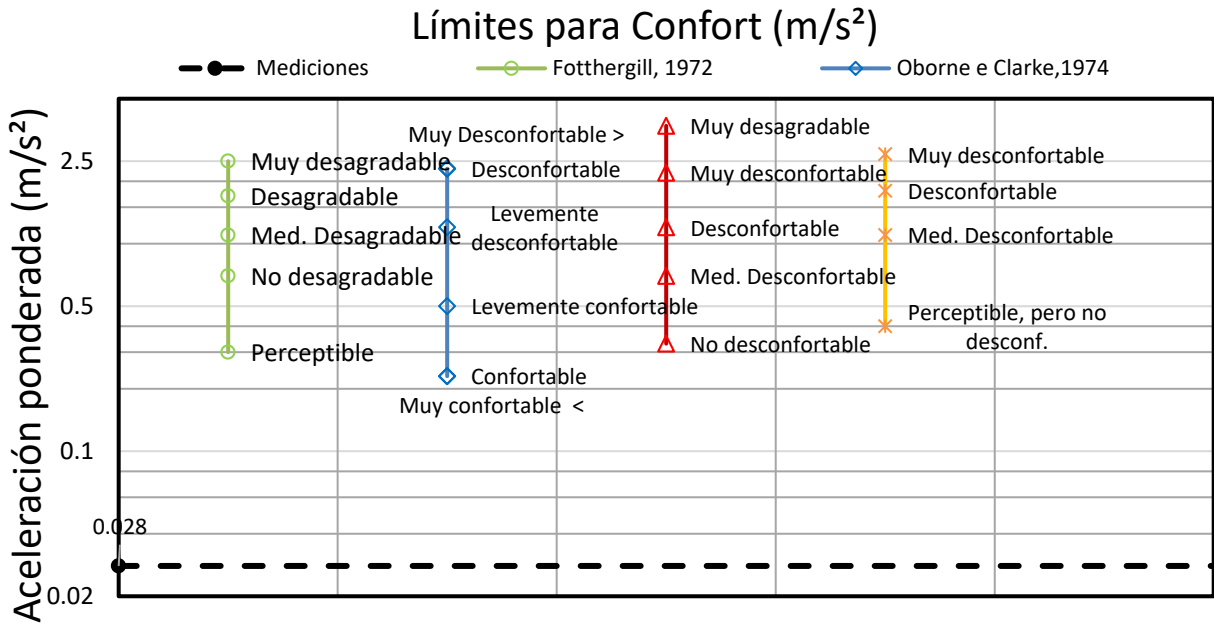 Límites para Confort (m/s²)
Mediciones
Fotthergill, 1972
Oborne e Clarke,1974
Aceleración ponderada (m/s²)
2.5
0.5
0.1
0.02
0.028
Muy desagradable
Desagradable
Med. Desagradable
No desagradable
Perceptible
Muy Desconfortable >
Desconfortable
Levemente
desconfortable
Levemente confortable
Confortable
Muy confortable <
Muy desagradable
Muy desconfortable
Desconfortable
Med. Desconfortable
No desconfortable
Muy desconfortable
Desconfortable
Med. Desconfortable
Perceptible, pero no
desconf.